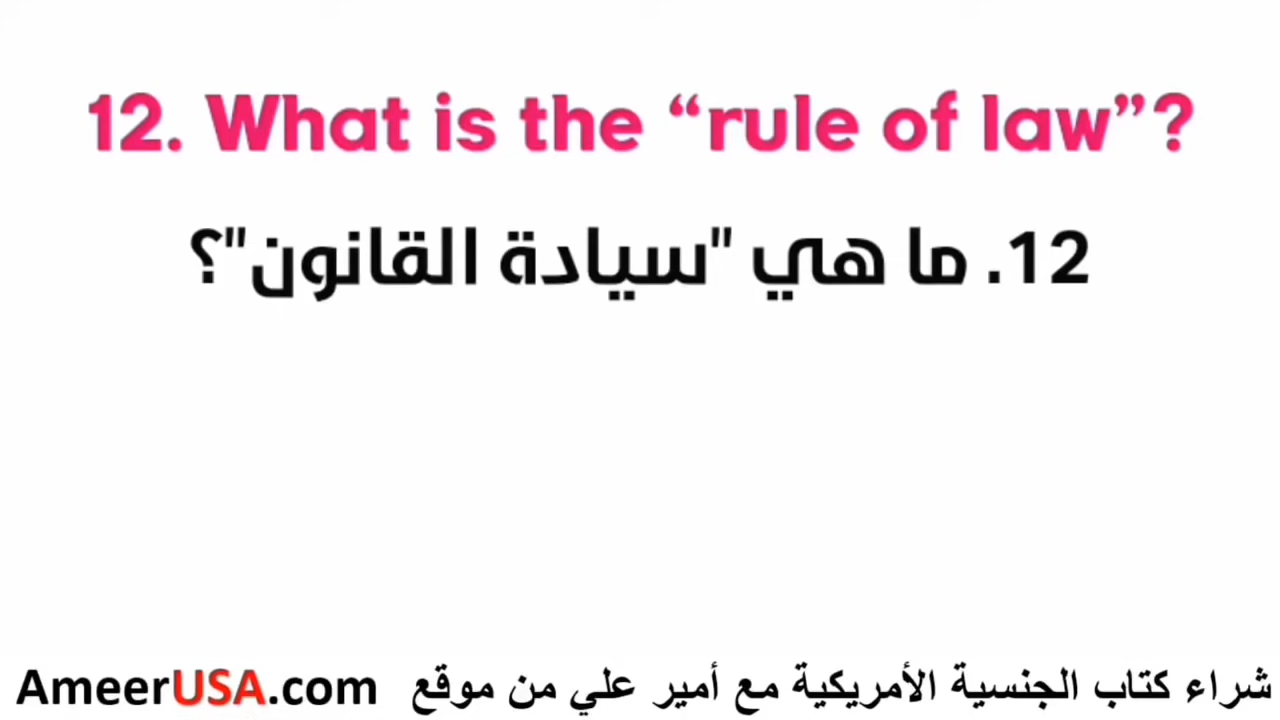 12. What is the “rule of law”?
12. ما هي "سيادة القانون"؟
شراء كتاب الجنسية الأمريكية مع أمير علي من موقع AmeerUSA.com